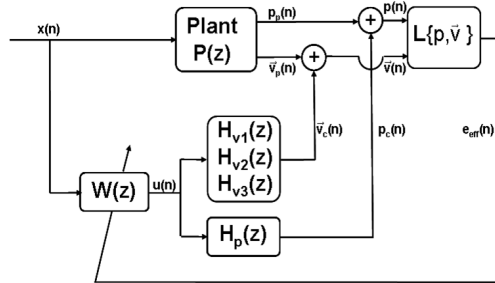 x(n)
Plant
P(z)
p_p(n)
p(n)
L{p,v⃗ }
v⃗_p(n)
v⃗(n)
W(z)
u(n)
H_v1(z)
H_v2(z)
H_v3(z)
v⃗_c(n)
p_c(n)
e_eff(n)
H_p(z)
+
+